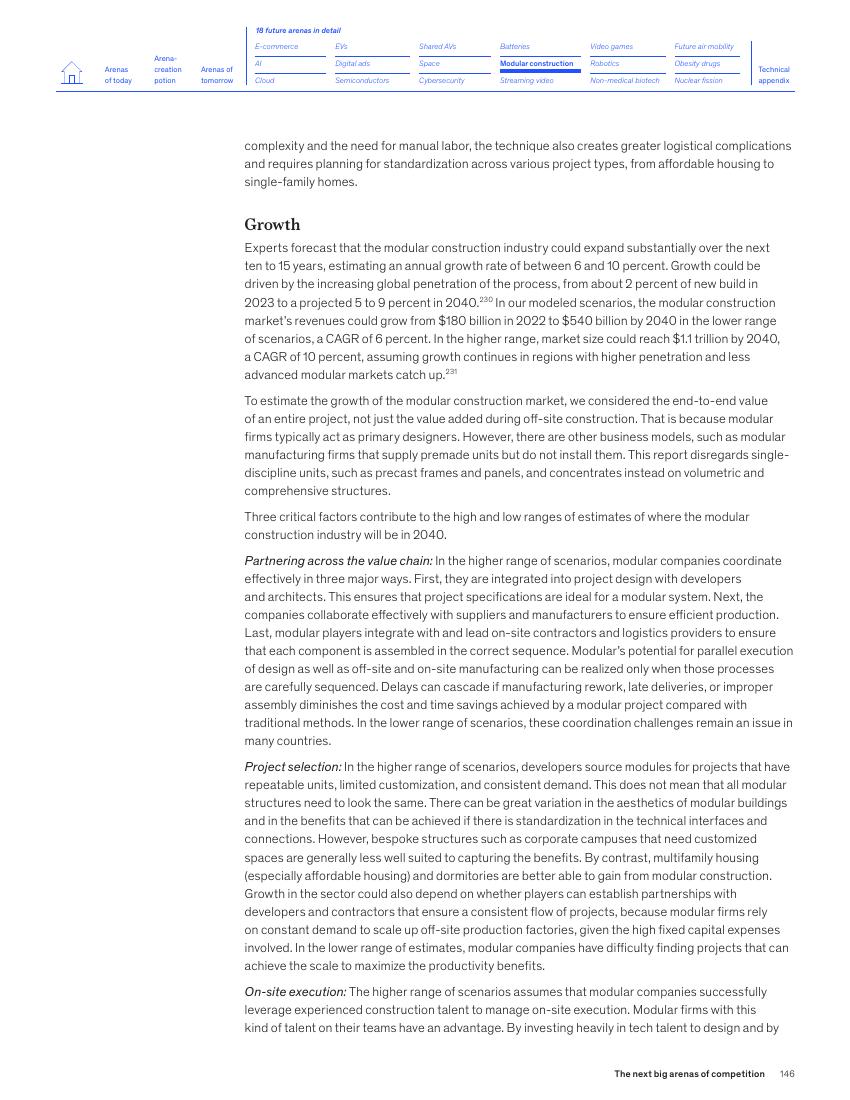 18 future arenas in detail
Arenas of today
Arena-creation potion
Arenas of tomorrow
E-commerce
EVs
Shared AVs
Batteries
Video games
Future air mobility
AI
Digital ads
Space
Modular construction
Robotics
Obesity drugs
Cloud
Semiconductors
Cybersecurity
Streaming video
Non-medical biotech
Nuclear fission
Technical appendix
complexity and the need for manual labor, the technique also creates greater logistical complications
and requires planning for standardization across various project types, from affordable housing to
single-family homes.
Growth
Experts forecast that the modular construction industry could expand substantially over the next
ten to 15 years, estimating an annual growth rate of between 6 and 10 percent. Growth could be
driven by the increasing global penetration of the process, from about 2 percent of new build in
2023 to a projected 5 to 9 percent in 2040.230 In our modeled scenarios, the modular construction
market's revenues could grow from $180 billion in 2022 to $540 billion by 2040 in the lower range
of scenarios, a CAGR of 6 percent. In the higher range, market size could reach $1.1 trillion by 2040,
a CAGR of 10 percent, assuming growth continues in regions with higher penetration and less
advanced modular markets catch up.231
To estimate the growth of the modular construction market, we considered the end-to-end value
of an entire project, not just the value added during off-site construction. That is because modular
firms typically act as primary designers. However, there are other business models, such as modular
manufacturing firms that supply premade units but do not install them. This report disregards single-
discipline units, such as precast frames and panels, and concentrates instead on volumetric and
comprehensive structures.
Three critical factors contribute to the high and low ranges of estimates of where the modular
construction industry will be in 2040.
Partnering across the value chain: In the higher range of scenarios, modular companies coordinate
effectively in three major ways. First, they are integrated into project design with developers
and architects. This ensures that project specifications are ideal for a modular system. Next, the
companies collaborate effectively with suppliers and manufacturers to ensure efficient production.
Last, modular players integrate with and lead on-site contractors and logistics providers to ensure
that each component is assembled in the correct sequence. Modular's potential for parallel execution
of design as well as off-site and on-site manufacturing can be realized only when those processes
are carefully sequenced. Delays can cascade if manufacturing rework, late deliveries, or improper
assembly diminishes the cost and time savings achieved by a modular project compared with
traditional methods. In the lower range of scenarios, these coordination challenges remain an issue in
many countries.
Project selection: In the higher range of scenarios, developers source modules for projects that have
repeatable units, limited customization, and consistent demand. This does not mean that all modular
structures need to look the same. There can be great variation in the aesthetics of modular buildings
and in the benefits that can be achieved if there is standardization in the technical interfaces and
connections. However, bespoke structures such as corporate campuses that need customized
spaces are generally less well suited to capturing the benefits. By contrast, multifamily housing
(especially affordable housing) and dormitories are better able to gain from modular construction.
Growth in the sector could also depend on whether players can establish partnerships with
developers and contractors that ensure a consistent flow of projects, because modular firms rely
on constant demand to scale up off-site production factories, given the high fixed capital expenses
involved. In the lower range of estimates, modular companies have difficulty finding projects that can
achieve the scale to maximize the productivity benefits.
On-site execution: The higher range of scenarios assumes that modular companies successfully
leverage experienced construction talent to manage on-site execution. Modular firms with this
kind of talent on their teams have an advantage. By investing heavily in tech talent to design and by
The next big arenas of competition 146